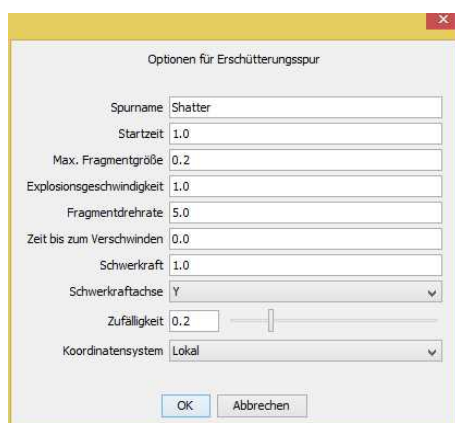 Optionen für Erschütterungsspur
Spurname Shatter
Startzeit 1.0
Max. Fragmentgröße 0.2
Explosionsgeschwindigkeit 1.0
Fragmentdrehrate 5.0
Zeit bis zum Verschwinden 0.0
Schwerkraft 1.0
Schwerkraftachse Y
Zufälligkeit 0.2
Koordinatensystem Lokal
OK Abbrechen